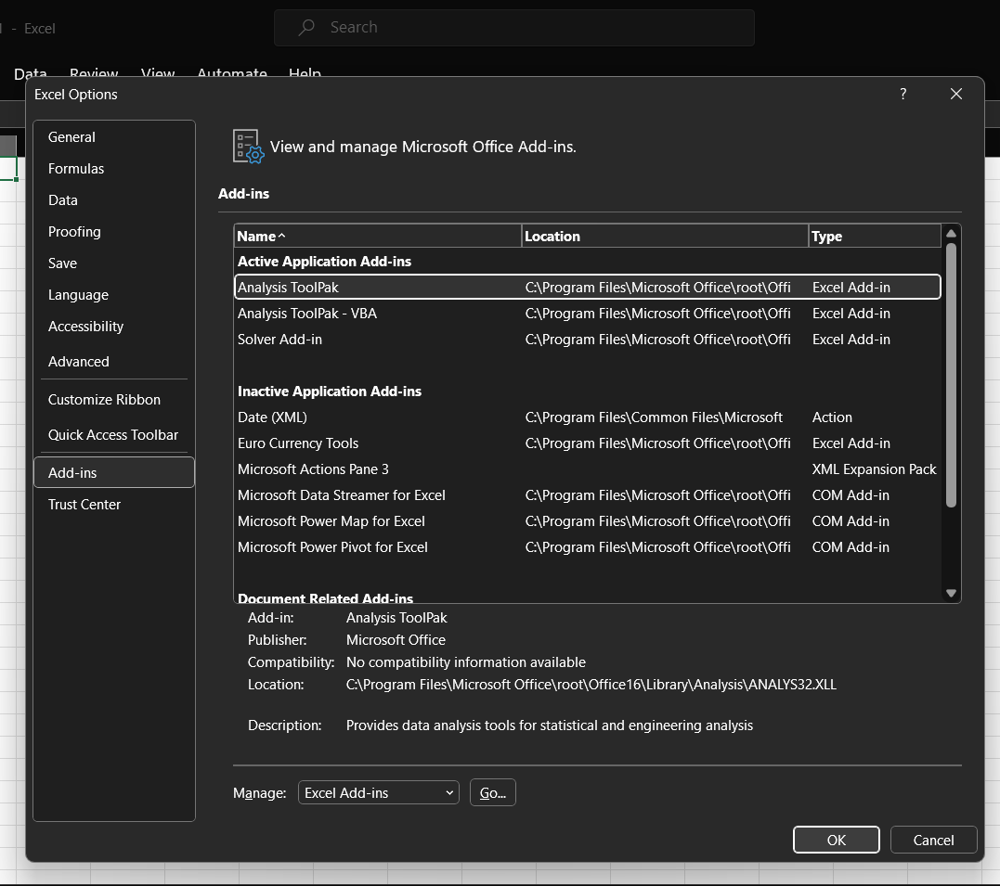 - Excel
Search
Data Review View Automate Help
Excel Options
?
General
Formulas
Data
Proofing
Save
Language
Accessibility
Advanced
Customize Ribbon
Quick Access Toolbar
Add-ins
Trust Center
View and manage Microsoft Office Add-ins.
Add-ins
Name Location Type
Active Application Add-ins
Analysis ToolPak C:\Program Files\Microsoft Office\root\Offi Excel Add-in
Analysis ToolPak - VBA C:\Program Files\Microsoft Office\root\Offi Excel Add-in
Solver Add-in C:\Program Files\Microsoft Office\root\Offi Excel Add-in
Inactive Application Add-ins
Date (XML) C:\Program Files\Common Files\Microsoft Action
Euro Currency Tools C:\Program Files\Microsoft Office\root\Offi Excel Add-in
Microsoft Actions Pane 3 XML Expansion Pack
Microsoft Data Streamer for Excel C:\Program Files\Microsoft Office\root\Offi COM Add-in
Microsoft Power Map for Excel C:\Program Files\Microsoft Office\root\Offi COM Add-in
Microsoft Power Pivot for Excel C:\Program Files\Microsoft Office\root\Offi COM Add-in
Document Related Add-ins
Add-in: Analysis ToolPak
Publisher: Microsoft Office
Compatibility: No compatibility information available
Location: C:\Program Files\Microsoft Office\root\Office16\Library\Analysis\ANALYS32.XLL
Description: Provides data analysis tools for statistical and engineering analysis
Manage: Excel Add-ins Go...
OK Cancel